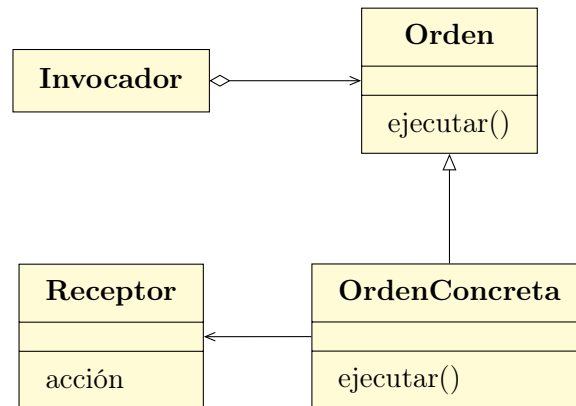 Orden
Invocador
ejecutar()
Receptor
OrdenConcreta
acción
ejecutar()